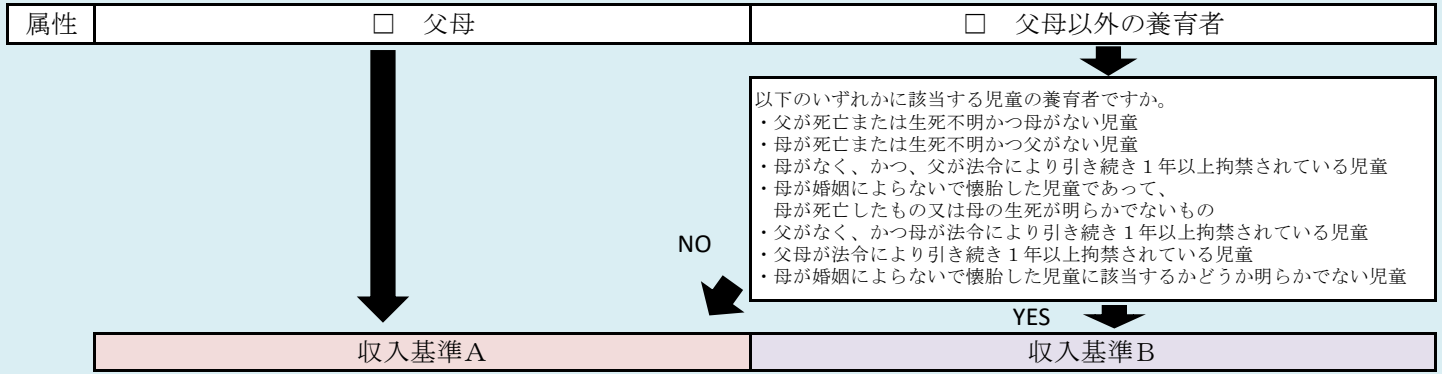 属性 □ 父母 □ 父母以外の養育者
以下のいずれかに該当する児童の養育者ですか。
・父が死亡または生死不明かつ母がない児童
・母が死亡または生死不明かつ父がない児童
・母がなく、かつ、父が法令により引き続き１年以上拘禁されている児童
・母が婚姻によらないで懐胎した児童であって、
母が死亡したもの又は母の生死が明らかでないもの
・父がなく、かつ母が法令により引き続き１年以上拘禁されている児童
・父母が法令により引き続き１年以上拘禁されている児童
・母が婚姻によらないで懐胎した児童に該当するかどうか明らかでない児童
NO
YES
収入基準Ａ 収入基準Ｂ